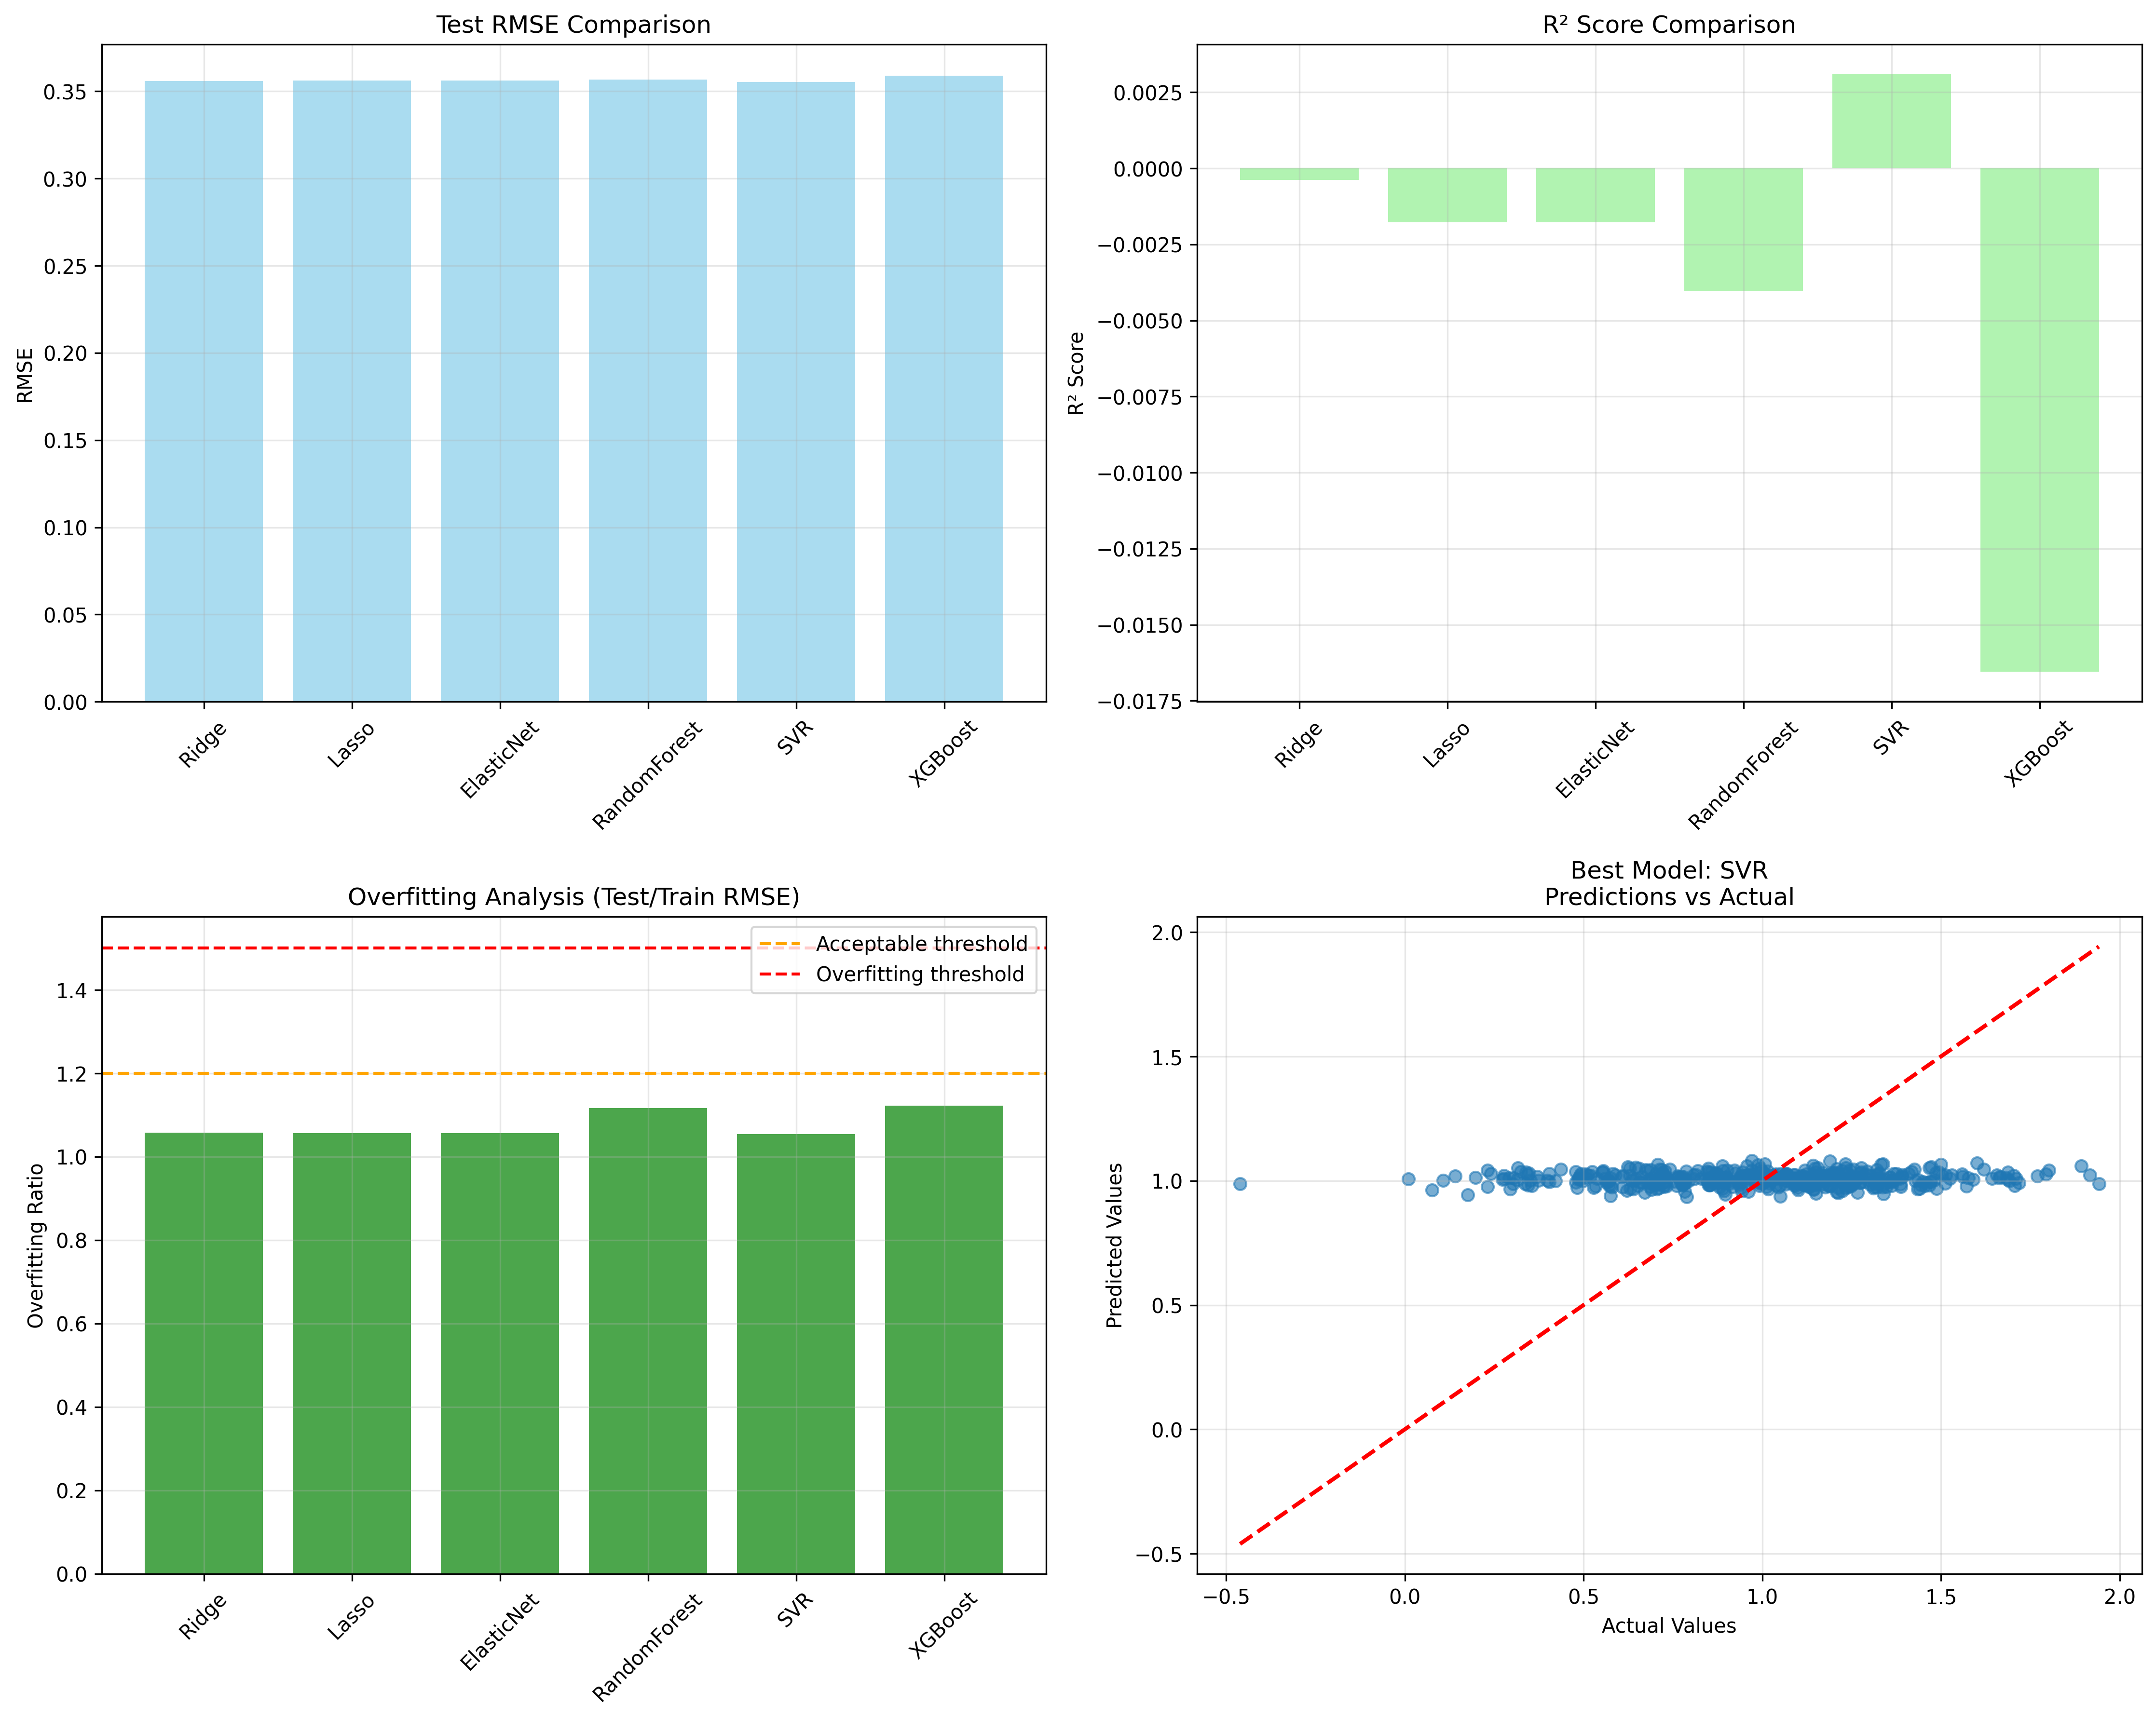 Test RMSE Comparison
RMSE
0.35
0.30
0.25
0.20
0.15
0.10
0.05
0.00
Ridge
Lasso
ElasticNet
RandomForest
SVR
XGBoost
R² Score Comparison
R² Score
0.0025
0.0000
−0.0025
−0.0050
−0.0075
−0.0100
−0.0125
−0.0150
−0.0175
Ridge
Lasso
ElasticNet
RandomForest
SVR
XGBoost
Overfitting Analysis (Test/Train RMSE)
Overfitting Ratio
Acceptable threshold
Overfitting threshold
1.4
1.2
1.0
0.8
0.6
0.4
0.2
0.0
Ridge
Lasso
ElasticNet
RandomForest
SVR
XGBoost
Best Model: SVR
Predictions vs Actual
Predicted Values
2.0
1.5
1.0
0.5
0.0
−0.5
−0.5 0.0 0.5 1.0 1.5 2.0
Actual Values